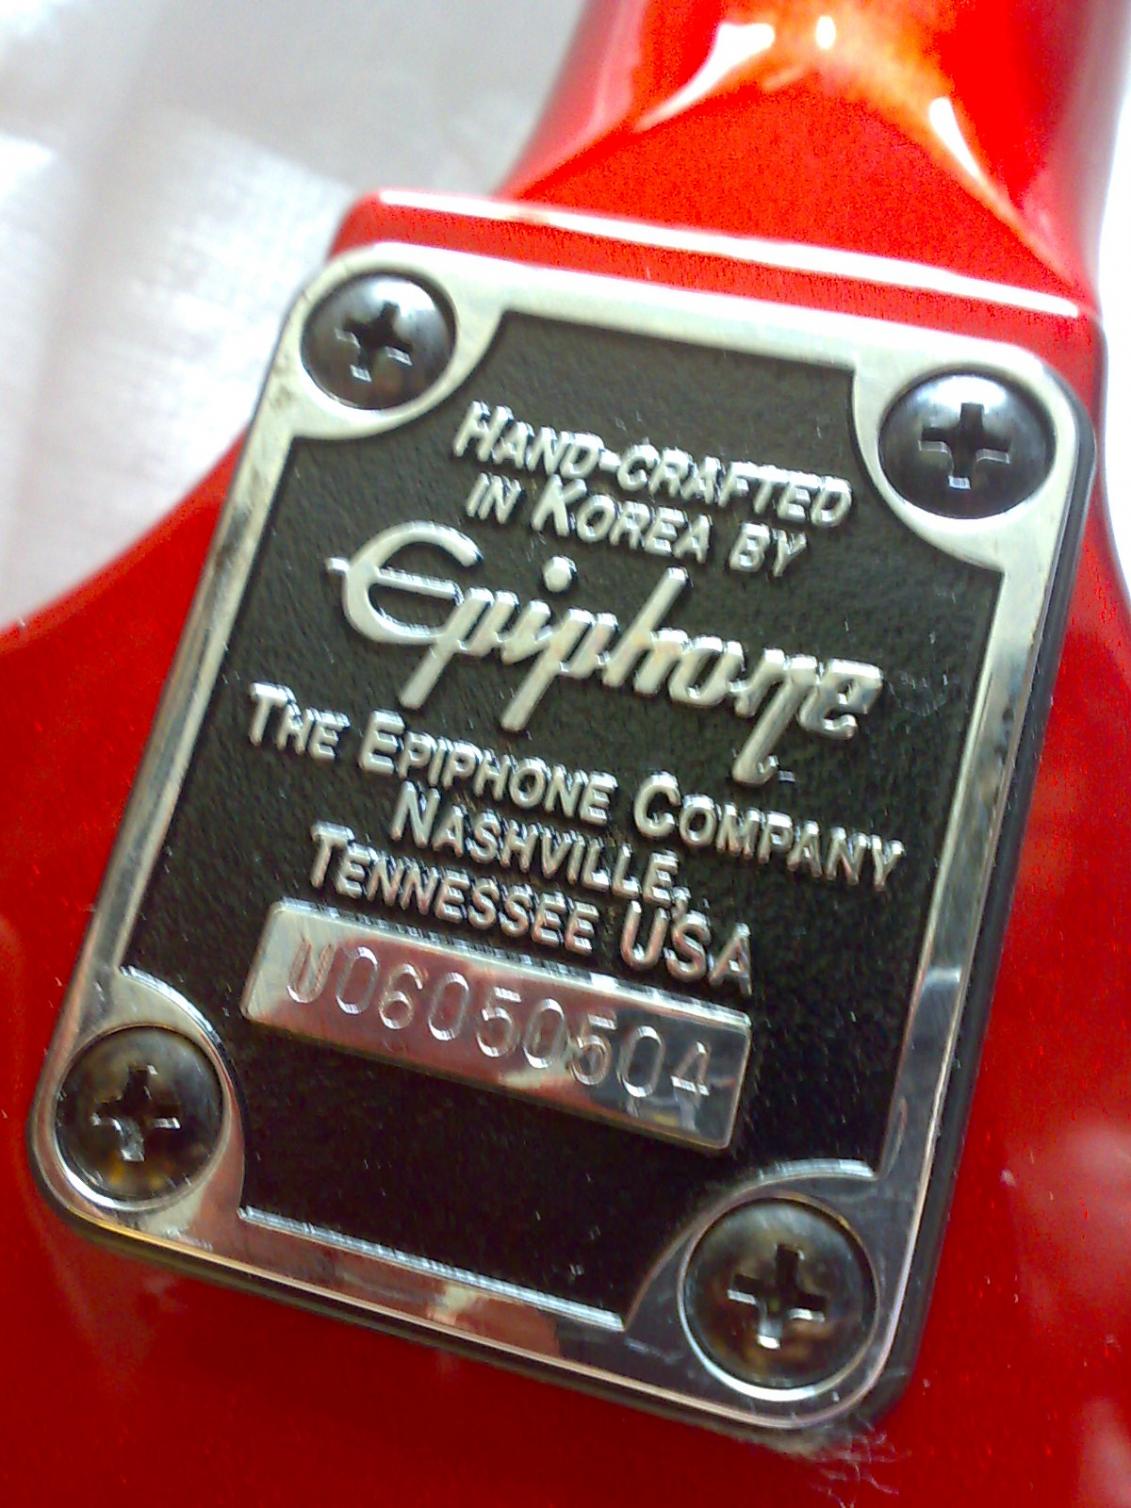 HAND-CRAFTED
IN KOREA BY
Epiphone
THE EPIPHONE COMPANY
NASHVILLE,
TENNESSEE USA
U06050504